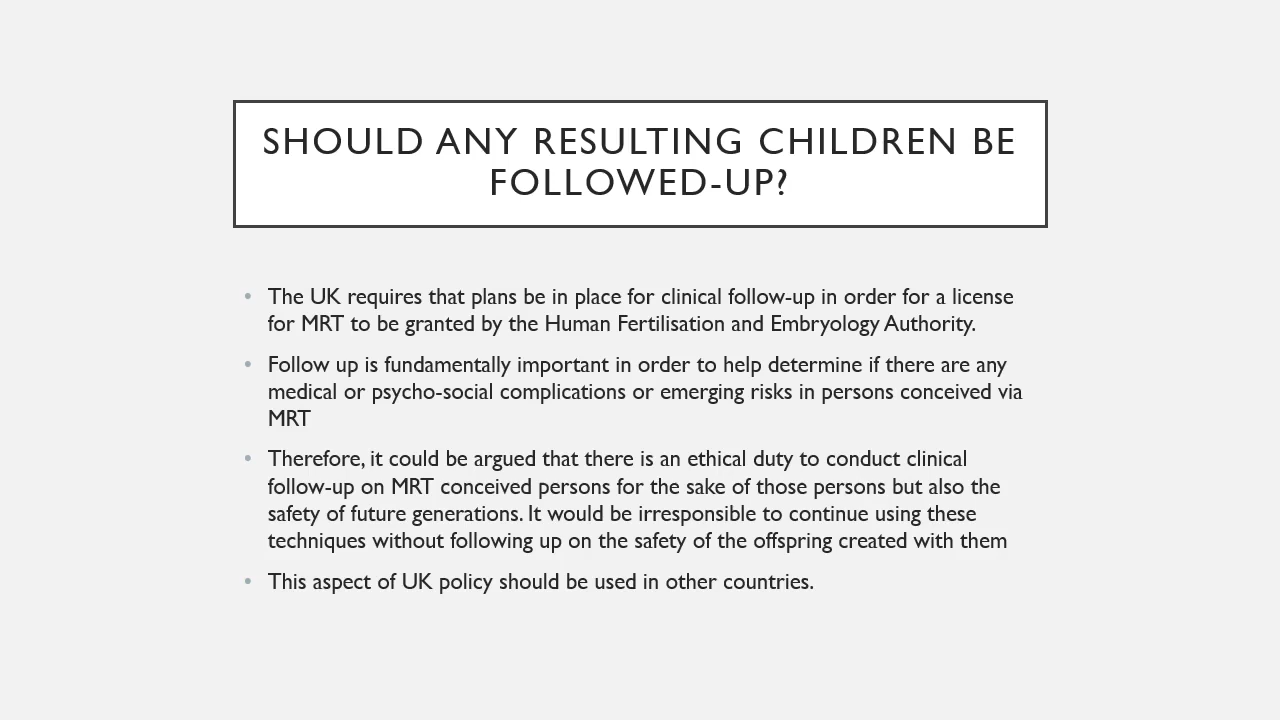 SHOULD ANY RESULTING CHILDREN BE
FOLLOWED-UP?
• The UK requires that plans be in place for clinical follow-up in order for a license
for MRT to be granted by the Human Fertilisation and Embryology Authority.
• Follow up is fundamentally important in order to help determine if there are any
medical or psycho-social complications or emerging risks in persons conceived via
MRT
• Therefore, it could be argued that there is an ethical duty to conduct clinical
follow-up on MRT conceived persons for the sake of those persons but also the
safety of future generations. It would be irresponsible to continue using these
techniques without following up on the safety of the offspring created with them
• This aspect of UK policy should be used in other countries.